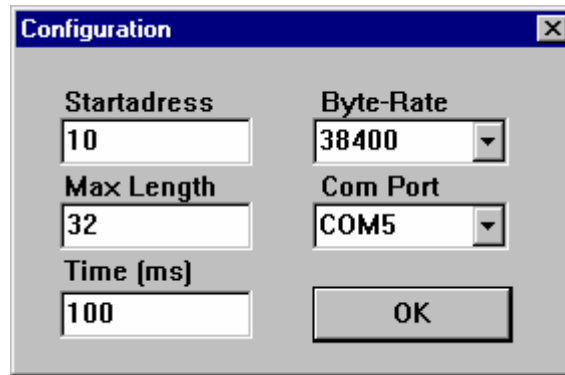 Configuration
Startadress
Byte-Rate
10
38400
Max Length
Com Port
32
COM5
Time (ms)
100
OK